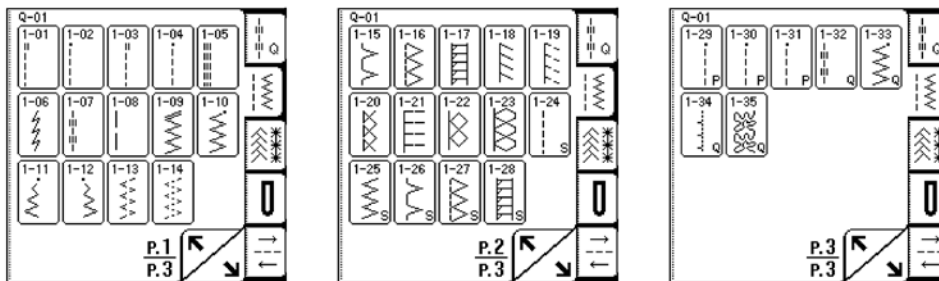 Q-01
1-01 1-02 1-03 1-04 1-05
Q
1-06 1-07 1-08 1-09 1-10
1-11 1-12 1-13 1-14
P.1
P.3
Q-01
1-15 1-16 1-17 1-18 1-19
Q
1-20 1-21 1-22 1-23 1-24
S
1-25 1-26 1-27 1-28
S S S S
P.2
P.3
Q-01
1-29 1-30 1-31 1-32 1-33
Q
P P P Q Q
1-34 1-35
Q Q
P.3
P.3